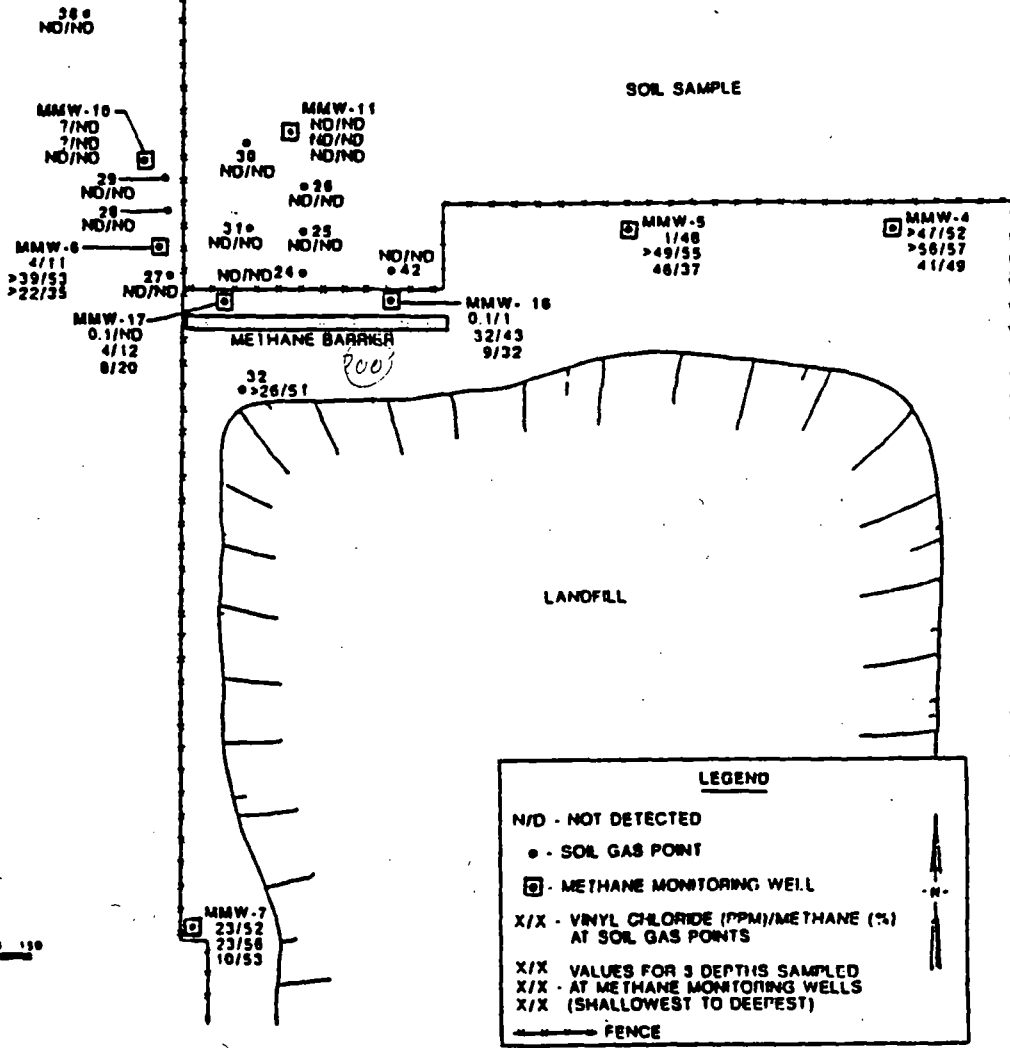 38
ND/ND
SOIL SAMPLE
MMW-10
?/ND
?/ND
ND/ND
MMW-11
ND/ND
ND/ND
ND/ND
30
ND/ND
29
ND/ND
26
ND/ND
28
ND/ND
31
ND/ND
25
ND/ND
MMW-5
1/48
>49/55
46/37
MMW-4
>47/52
>56/57
41/49
MMW-6
4/11
>39/53
>22/35
27
ND/ND
ND/ND 24
ND/ND
42
MMW-17
0.1/ND
4/12
8/20
MMW- 16
0.1/1
32/43
9/32
METHANE BARRIER
200'
32
>26/51
LANDFILL
MMW-7
23/52
23/56
10/53
150
LEGEND
N/D - NOT DETECTED
- SOIL GAS POINT
- METHANE MONITORING WELL
X/X - VINYL CHLORIDE (PPM)/METHANE (%)
AT SOIL GAS POINTS
X/X VALUES FOR 3 DEPTHS SAMPLED
X/X - AT METHANE MONITORING WELLS
X/X (SHALLOWEST TO DEEPEST)
FENCE
-N-